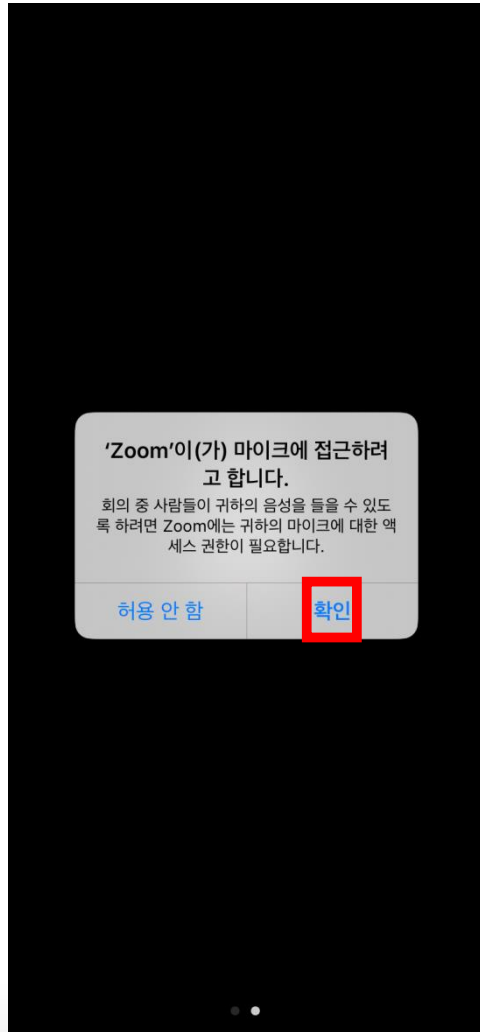 ‘Zoom’이(가) 마이크에 접근하려
고 합니다.
회의 중 사람들이 귀하의 음성을 들을 수 있도
록 하려면 Zoom에는 귀하의 마이크에 대한 액
세스 권한이 필요합니다.
허용 안 함 확인